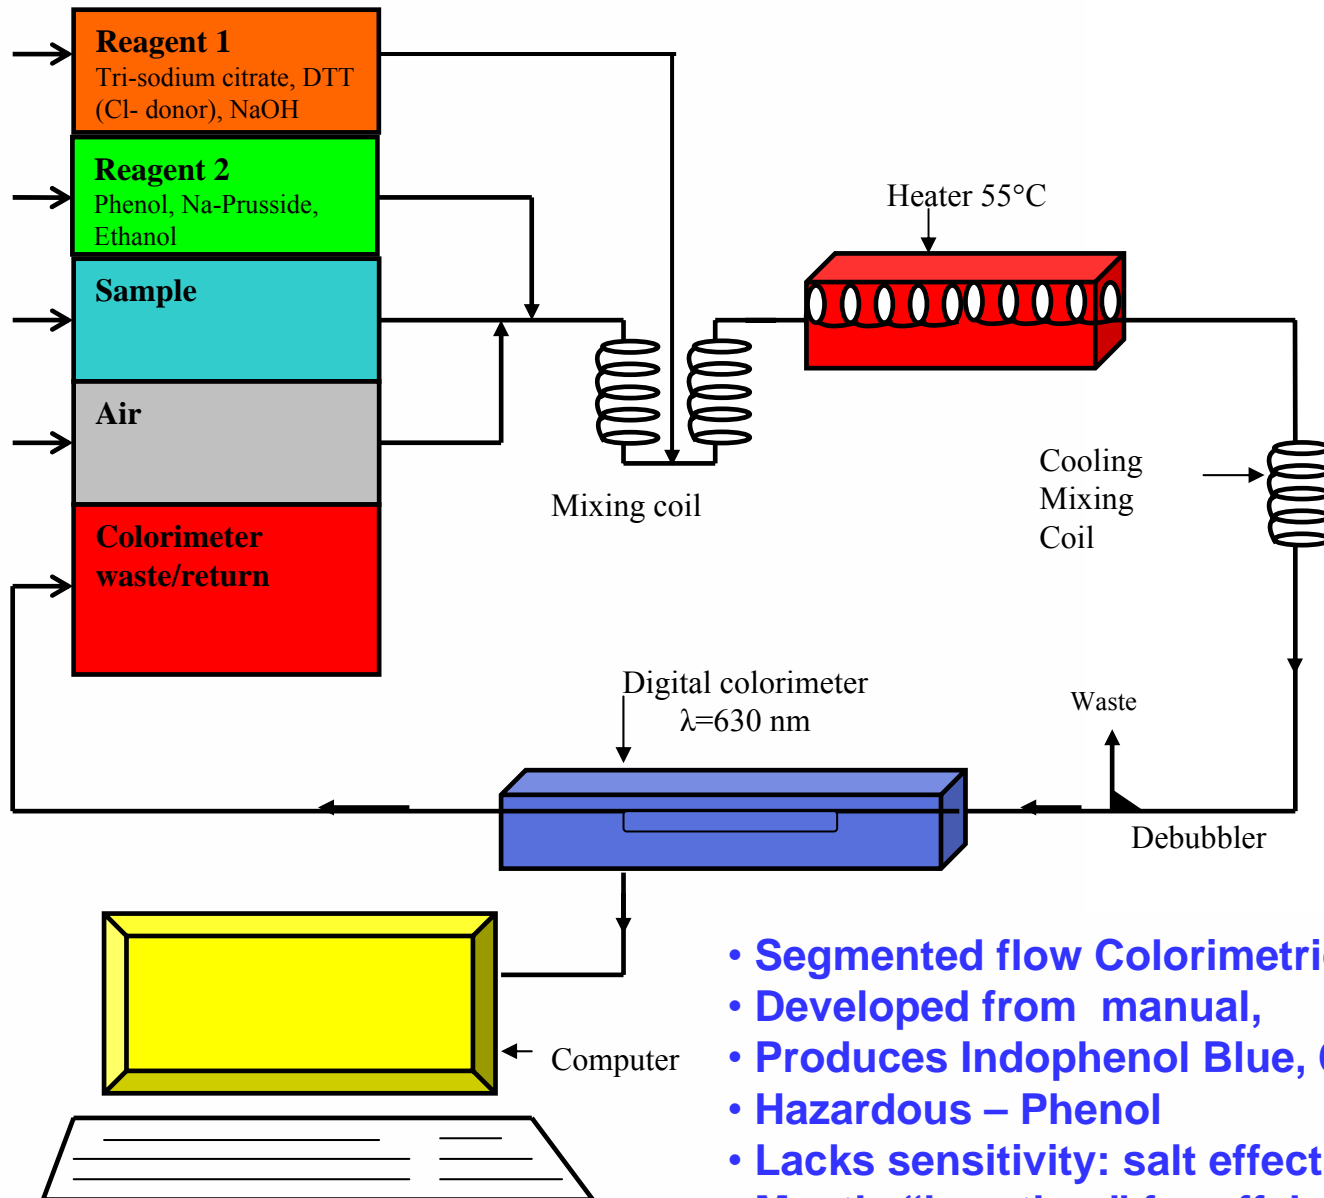 Reagent 1
Tri-sodium citrate, DTT
(Cl- donor), NaOH
Reagent 2
Phenol, Na-Prusside,
Ethanol
Sample
Air
Colorimeter
waste/return
Mixing coil
Heater 55°C
Cooling
Mixing
Coil
Digital colorimeter
λ=630 nm
Waste
Debubbler
Computer
• Segmented flow Colorimetri
• Developed from manual,
• Produces Indophenol Blue,
• Hazardous – Phenol
• Lacks sensitivity: salt effect